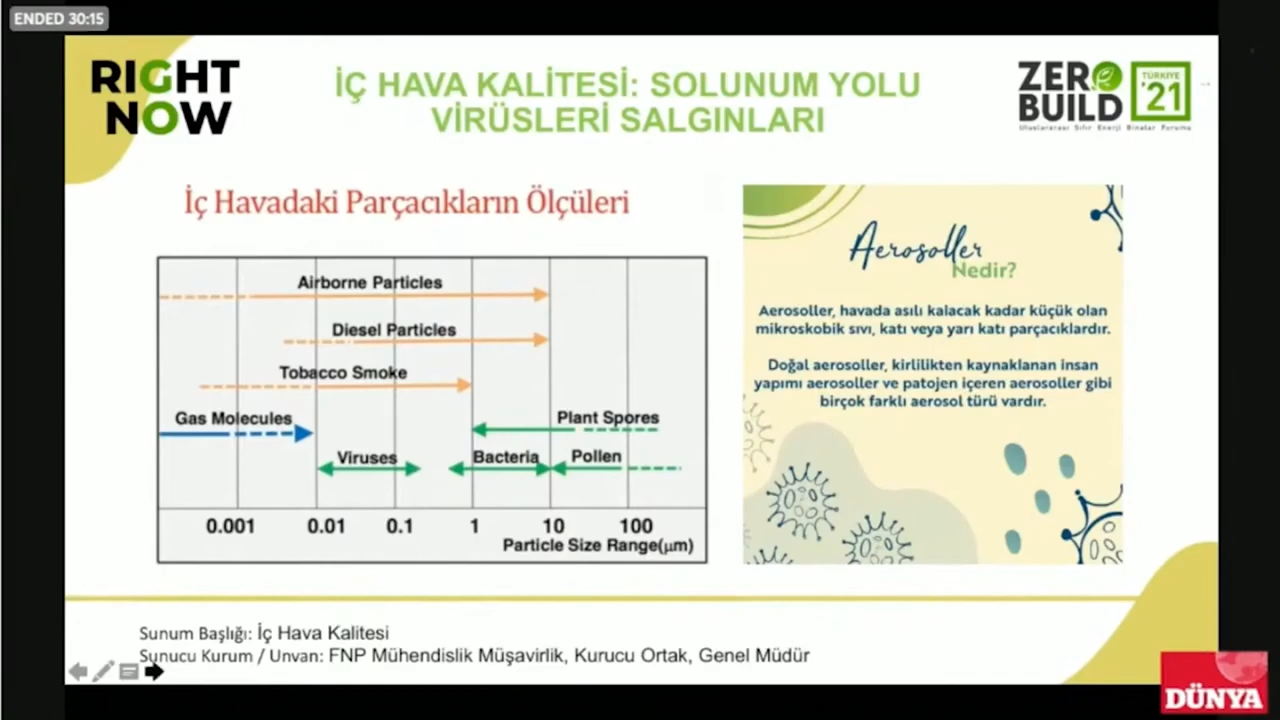 ENDED 30:15
RIGHT
NOW
İÇ HAVA KALİTESİ: SOLUNUM YOLU
VİRÜSLERİ SALGINLARI
ZERO
BUILD
TÜRKİYE
'21
Uluslararası Sıfır Enerji Binalar Forumu
İç Havadaki Parçacıkların Ölçüleri
Airborne Particles
Diesel Particles
Tobacco Smoke
Gas Molecules
Plant Spores
Viruses
Bacteria
Pollen
0.001 0.01 0.1 1 10 100
Particle Size Range(μm)
Aerosoller
Nedir?
Aerosoller, havada asılı kalacak kadar küçük olan
mikroskobik sıvı, katı veya yarı katı parçacıklardır.
Doğal aerosoller, kirlilikten kaynaklanan insan
yapımı aerosoller ve patojen içeren aerosoller gibi
birçok farklı aerosol türü vardır.
Sunum Başlığı: İç Hava Kalitesi
Sunucu Kurum / Unvan: FNP Mühendislik Müşavirlik, Kurucu Ortak, Genel Müdür
DÜNYA